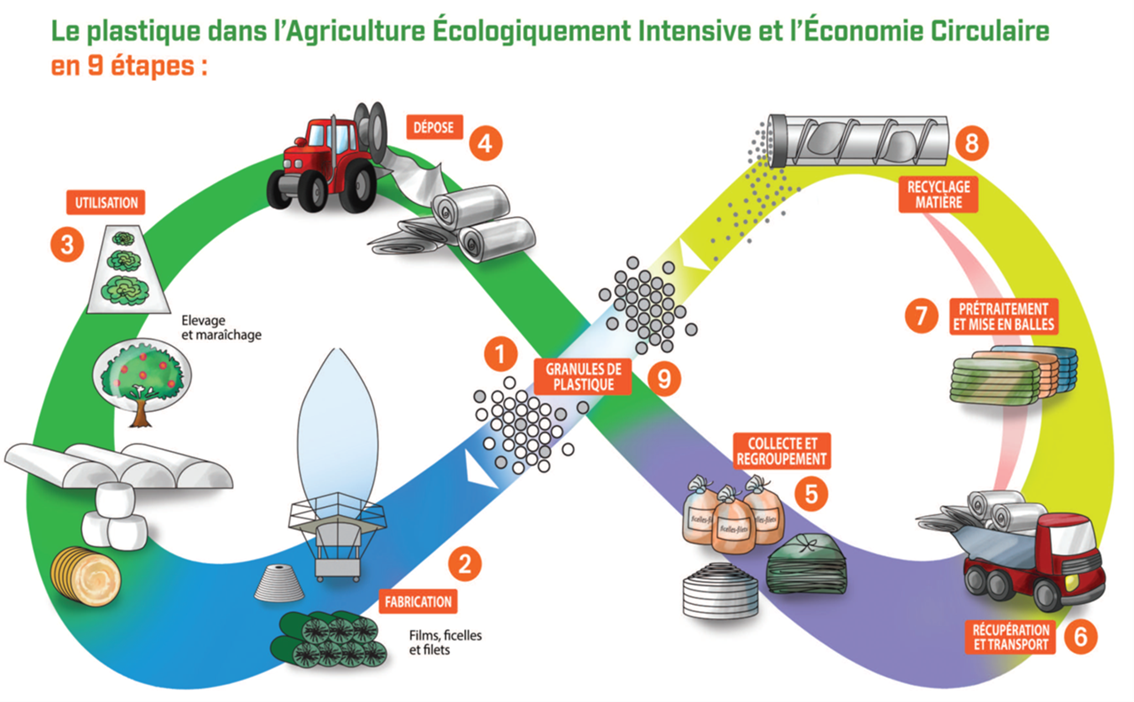 Le plastique dans l'Agriculture Écologiquement Intensive et l'Économie Circulaire
en 9 étapes :
1
GRANULES DE
PLASTIQUE
9
2
FABRICATION
Films, ficelles
et filets
UTILISATION
3
Elevage
et maraîchage
DÉPOSE
4
COLLECTE ET
REGROUPEMENT
5
ficelles-filets
RÉCUPÉRATION
ET TRANSPORT
6
7
PRÉTRAITEMENT
ET MISE EN BALLES
8
RECYCLAGE
MATIÈRE